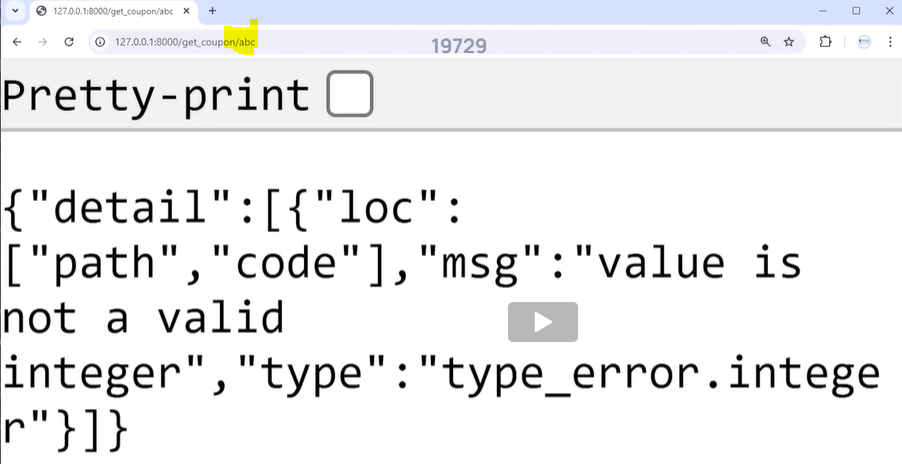 127.0.0.1:8000/get_coupon/abc
127.0.0.1:8000/get_coupon/abc
19729
Pretty-print
{"detail":[{"loc":
["path","code"],"msg":"value is
not a valid
integer","type":"type_error.intege
r"}]}